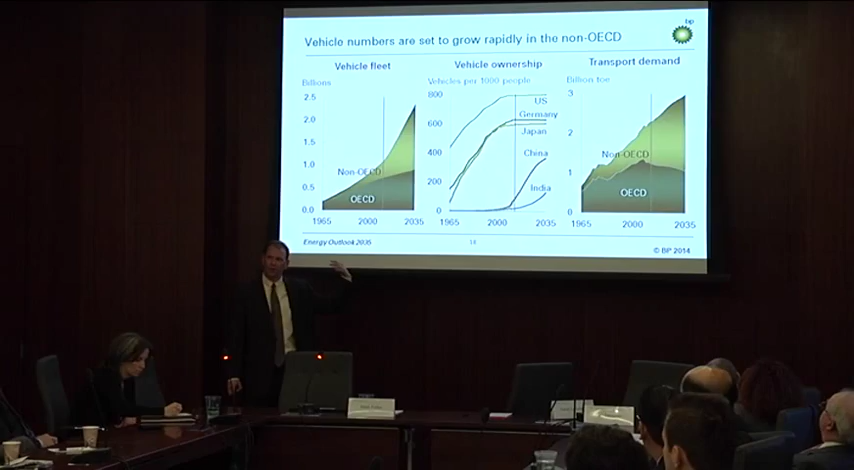 bp
Vehicle numbers are set to grow rapidly in the non-OECD
Vehicle fleet
Billions
2.5
2.0
1.5
1.0
0.5
0.0
Non-OECD
OECD
1965 2000 2035
Vehicle ownership
Vehicles per 1000 people
800
600
400
200
0
US
Germany
Japan
China
India
1965 2000 2035
Transport demand
Billion toe
3
2
1
0
Non-OECD
OECD
1965 2000 2035
Energy Outlook 2035
© BP 2014